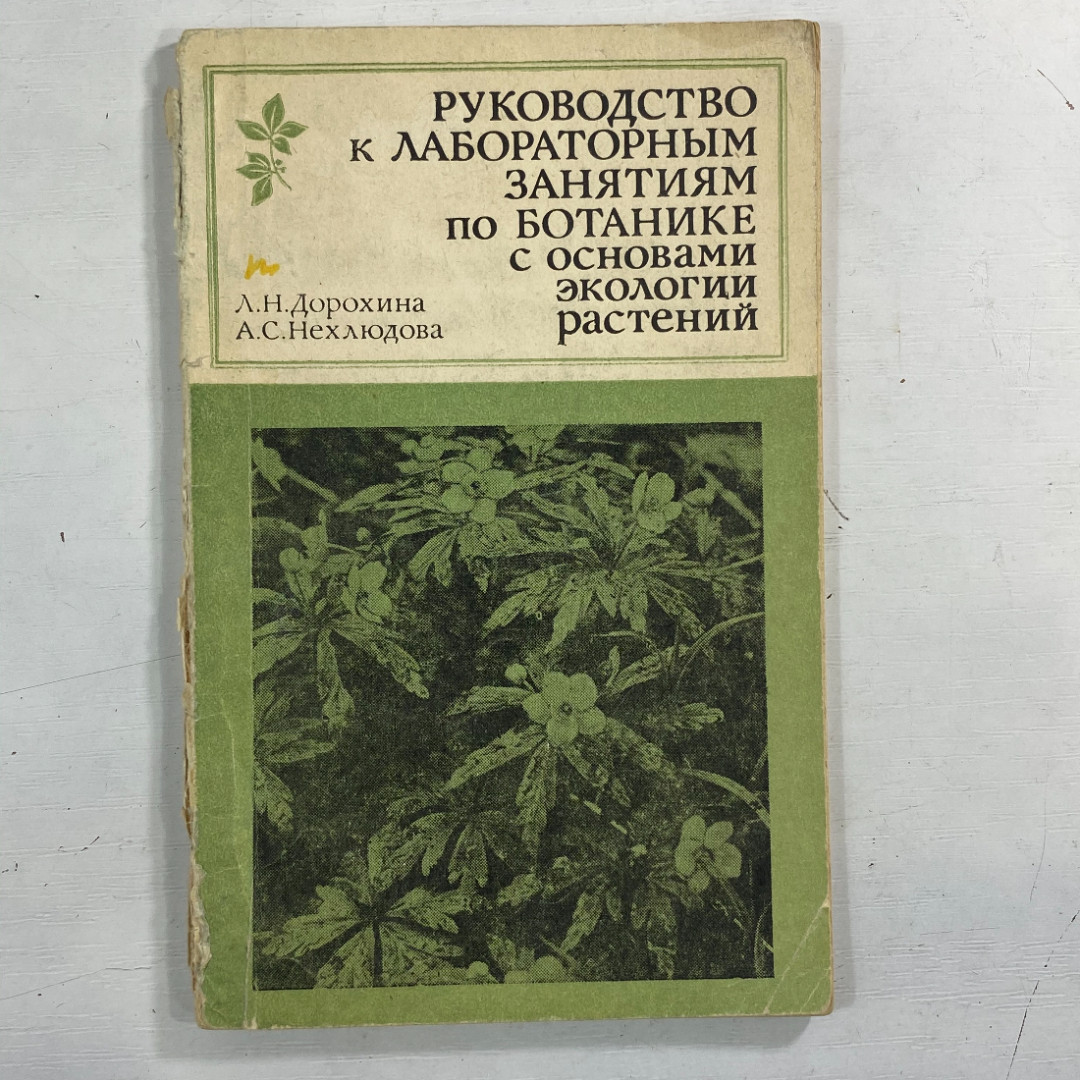 РУКОВОДСТВО
к ЛАБОРАТОРНЫМ
ЗАНЯТИЯМ
по БОТАНИКЕ
с основами
экологии
растений
Л.Н.Дорохина
А.С.Нехлюдова